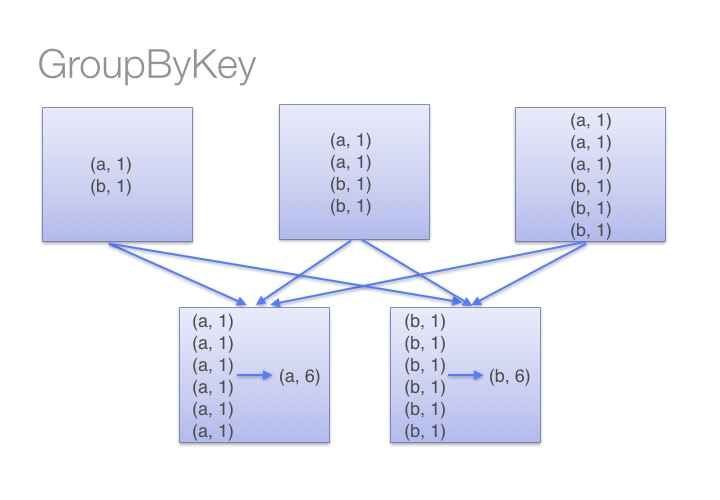 GroupByKey
(a, 1)
(b, 1)
(a, 1)
(a, 1)
(b, 1)
(b, 1)
(a, 1)
(a, 1)
(a, 1)
(b, 1)
(b, 1)
(b, 1)
(a, 1)
(a, 1)
(a, 1)
(a, 1)
(a, 1)
(a, 1)
(a, 6)
(b, 1)
(b, 1)
(b, 1)
(b, 1)
(b, 1)
(b, 1)
(b, 6)